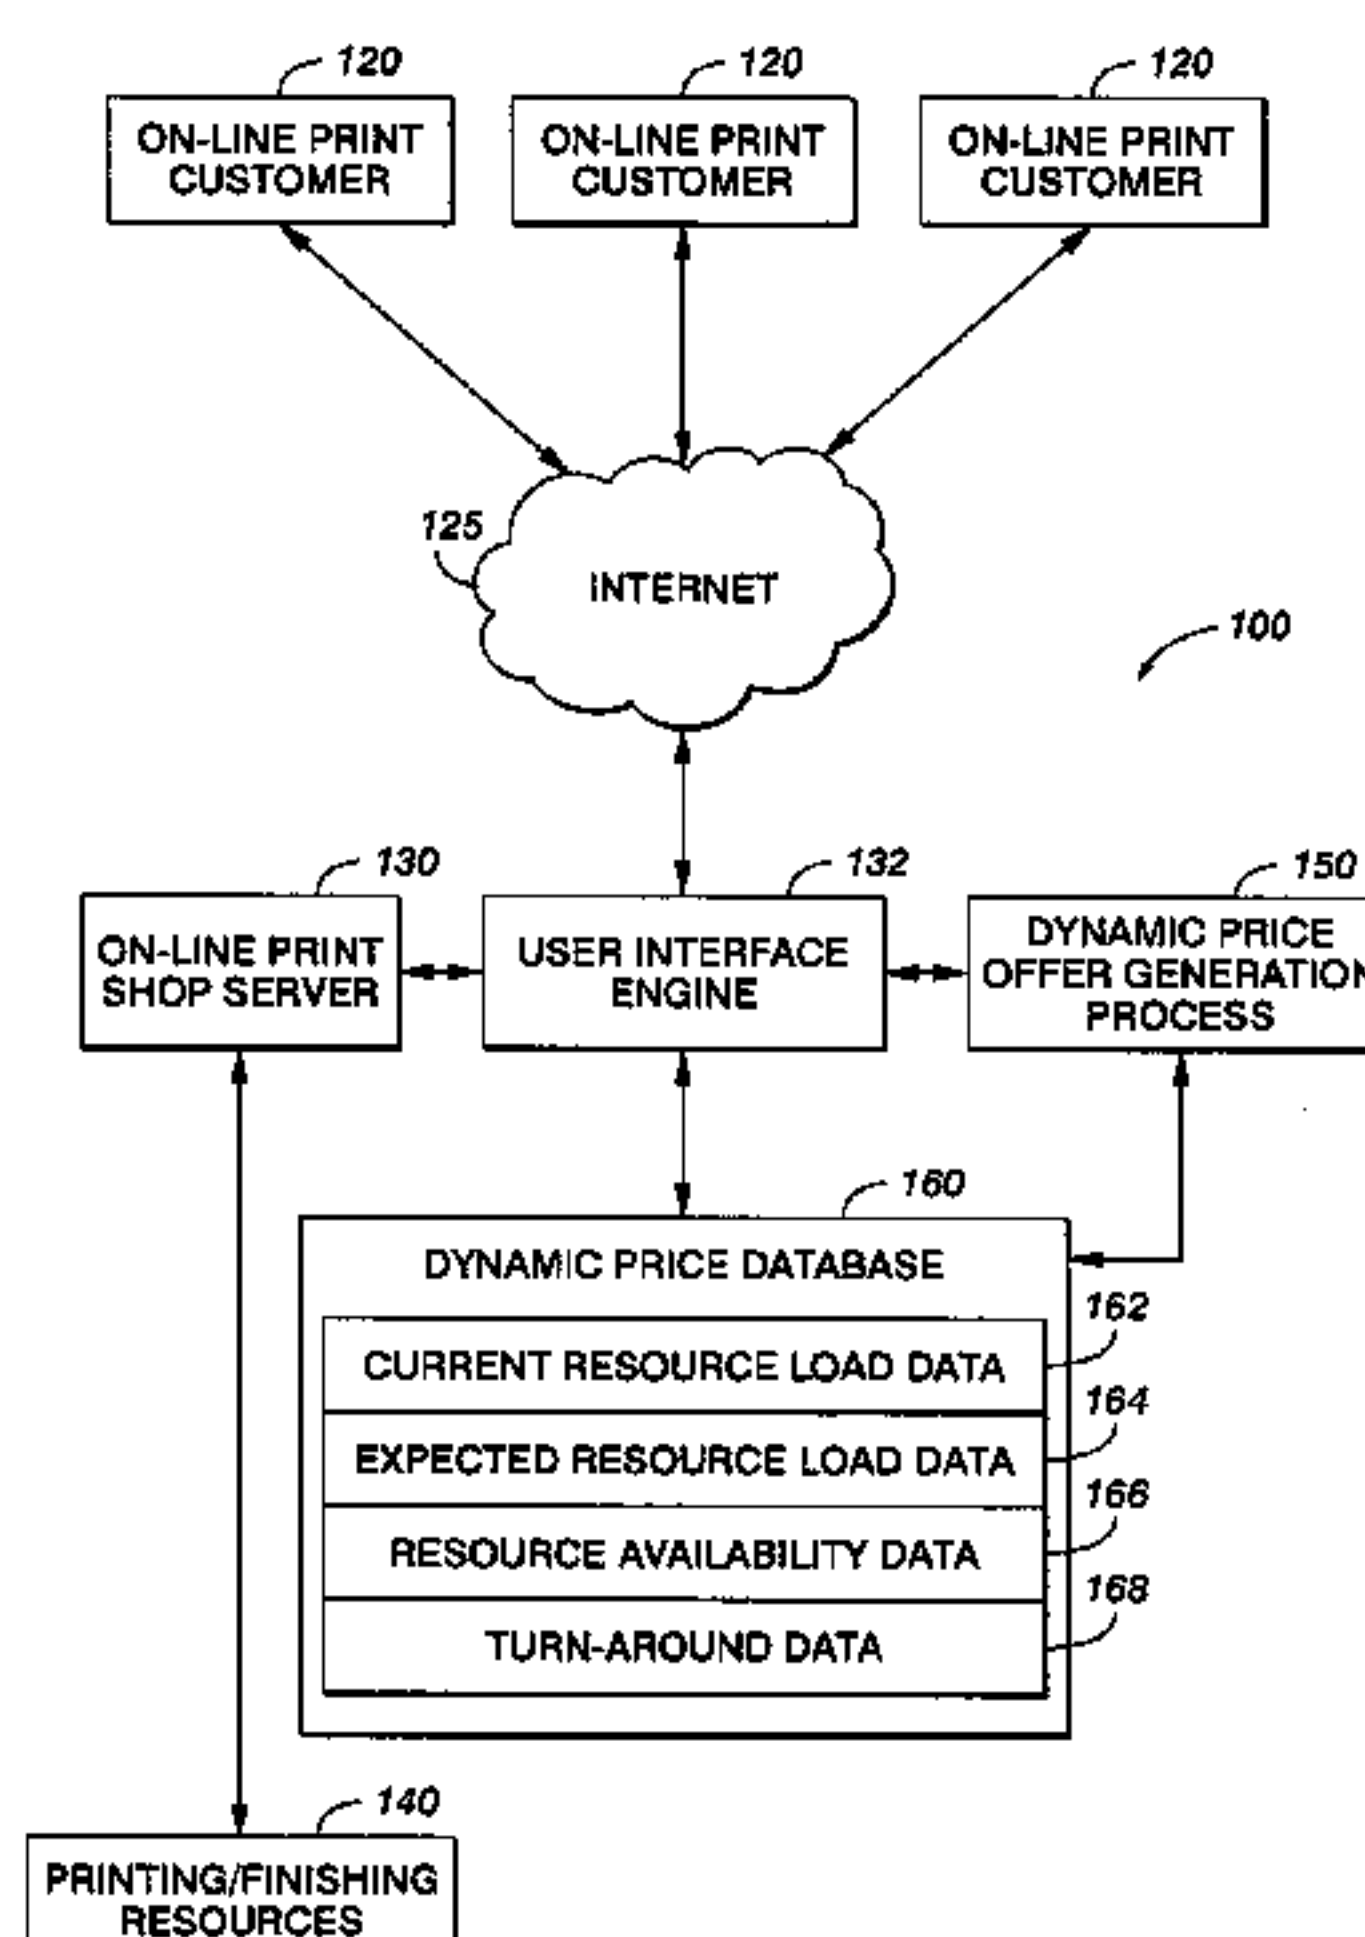 120 120 120
ON-LINE PRINT CUSTOMER
ON-LINE PRINT CUSTOMER
ON-LINE PRINT CUSTOMER
125
INTERNET
100
130
ON-LINE PRINT
SHOP SERVER
132
USER INTERFACE
ENGINE
150
DYNAMIC PRICE
OFFER GENERATION
PROCESS
160
DYNAMIC PRICE DATABASE
162
CURRENT RESOURCE LOAD DATA
164
EXPECTED RESOURCE LOAD DATA
166
RESOURCE AVAILABILITY DATA
168
TURN-AROUND DATA
140
PRINTING/FINISHING
RESOURCES